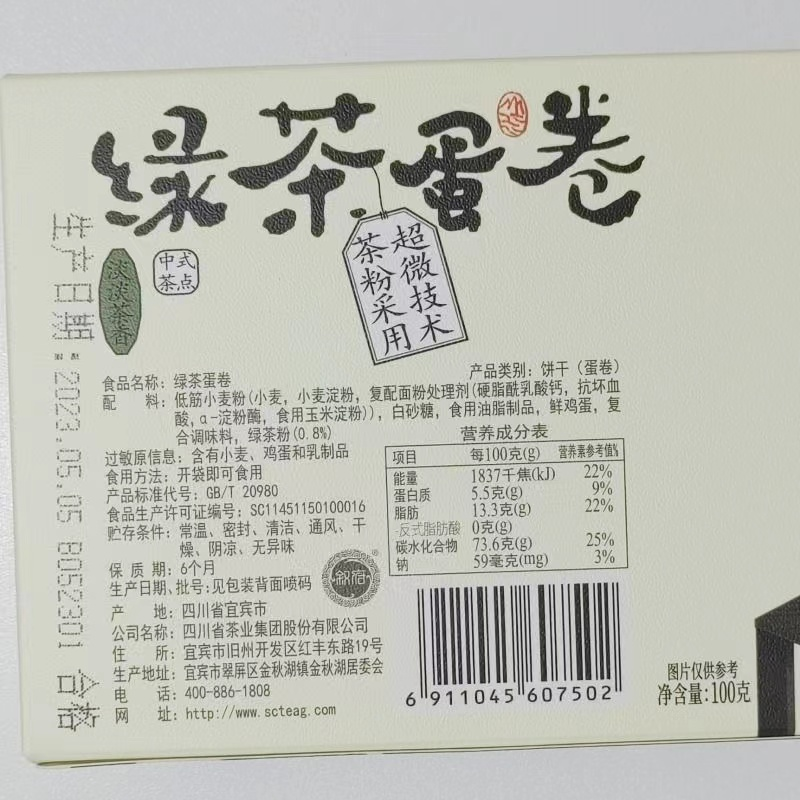 绿茶蛋卷
淡淡茶香
中式
茶点
超微技术
茶粉采用
生产日期:
2023.05.05 B052301 合格
食品名称: 绿茶蛋卷
产品类别: 饼干 (蛋卷)
配 料: 低筋小麦粉(小麦, 小麦淀粉, 复配面粉处理剂(硬脂酰乳酸钙, 抗坏血
酸, α-淀粉酶, 食用玉米淀粉)), 白砂糖, 食用油脂制品, 鲜鸡蛋, 复
合调味料, 绿茶粉(0.8%)
过敏原信息: 含有小麦、鸡蛋和乳制品
食用方法: 开袋即可食用
产品标准代号: GB/T 20980
食品生产许可证编号: SC11451150100016
贮存条件: 常温、密封、清洁、通风、干
燥、阴凉、无异味
保 质 期: 6个月
生产日期、批号: 见包装背面喷码
产 地: 四川省宜宾市
公司名称: 四川省茶业集团股份有限公司
住 所: 宜宾市旧州开发区红丰东路19号
生产地址: 宜宾市翠屏区金秋湖镇金秋湖居委会
电 话: 400-886-1808
网 址: http://www.scteag.com
叙府
营养成分表
项目 每100克(g) 营养素参考值%
能量 1837千焦(kJ) 22%
蛋白质 5.5克(g) 9%
脂肪 13.3克(g) 22%
-反式脂肪酸 0克(g)
碳水化合物 73.6克(g) 25%
钠 59毫克(mg) 3%
6 911045 607502
图片仅供参考
净含量: 100克